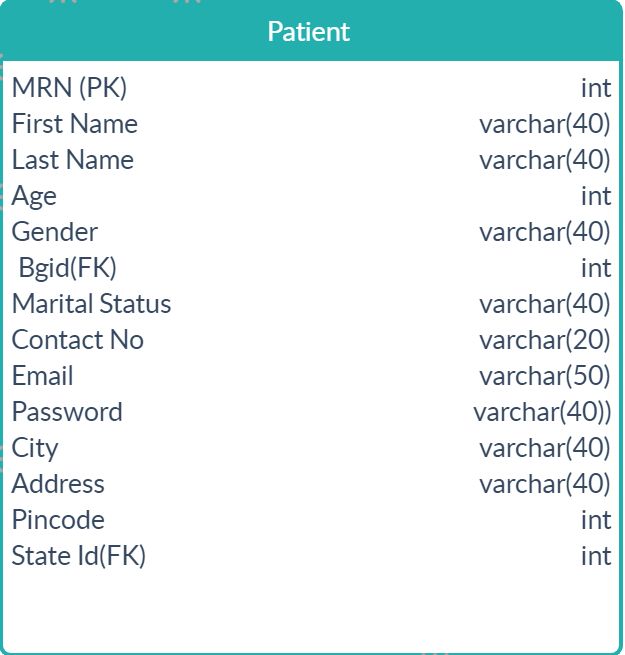 Patient
MRN (PK) int
First Name varchar(40)
Last Name varchar(40)
Age int
Gender varchar(40)
Bgid(FK) int
Marital Status varchar(40)
Contact No varchar(20)
Email varchar(50)
Password varchar(40))
City varchar(40)
Address varchar(40)
Pincode int
State Id(FK) int